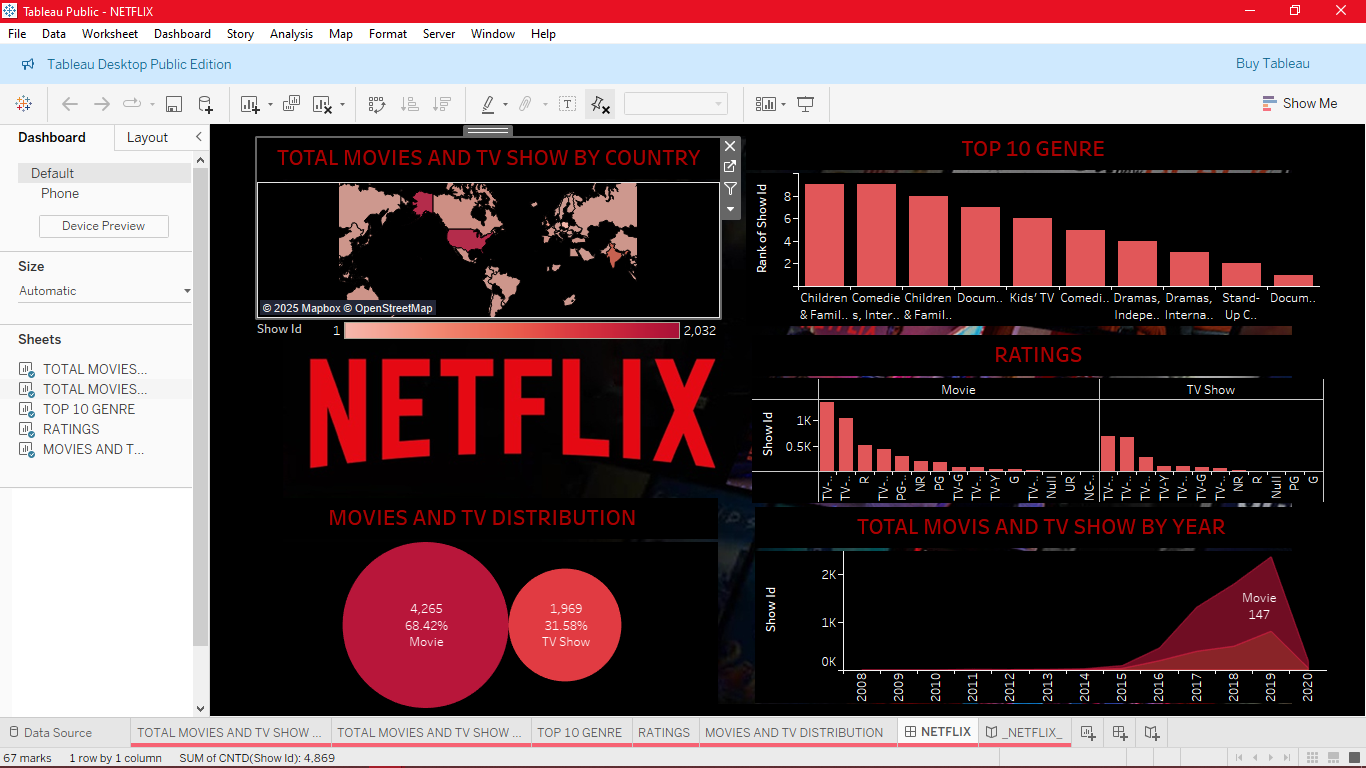 Tableau Public - NETFLIX
File Data Worksheet Dashboard Story Analysis Map Format Server Window Help
Tableau Desktop Public Edition
Buy Tableau
Show Me
Dashboard
Layout
Default
Phone
Device Preview
Size
Automatic
Sheets
TOTAL MOVIES...
TOTAL MOVIES...
TOP 10 GENRE
RATINGS
MOVIES AND T...
TOTAL MOVIES AND TV SHOW BY COUNTRY
© 2025 Mapbox © OpenStreetMap
Show Id
1
2,032
NETFLIX
MOVIES AND TV DISTRIBUTION
4,265
68.42%
Movie
1,969
31.58%
TV Show
TOP 10 GENRE
Rank of Show Id
8
6
4
2
Children & Famil..
Comedie s, Inter..
Children & Famil..
Docum..
Kids' TV
Comedi..
Dramas, Indepe..
Dramas, Interna..
Stand-Up C..
Docum..
RATINGS
Movie
TV Show
Show Id
1K
0.5K
TV-..
TV-..
R
TV-..
PG-..
NR
PG
TV-G
TV-..
TV-Y
G
TV-..
Null
UR
NC-..
TV-..
TV-..
TV-..
TV-Y
TV-..
TV-G
TV-..
NR
R
Null
PG
G
TOTAL MOVIS AND TV SHOW BY YEAR
Show Id
2K
1K
0K
Movie
147
2008
2009
2010
2011
2012
2013
2014
2015
2016
2017
2018
2019
2020
Data Source
TOTAL MOVIES AND TV SHOW ...
TOTAL MOVIES AND TV SHOW ...
TOP 10 GENRE
RATINGS
MOVIES AND TV DISTRIBUTION
NETFLIX
_NETFLIX_
67 marks
1 row by 1 column
SUM of CNTD(Show Id): 4,869